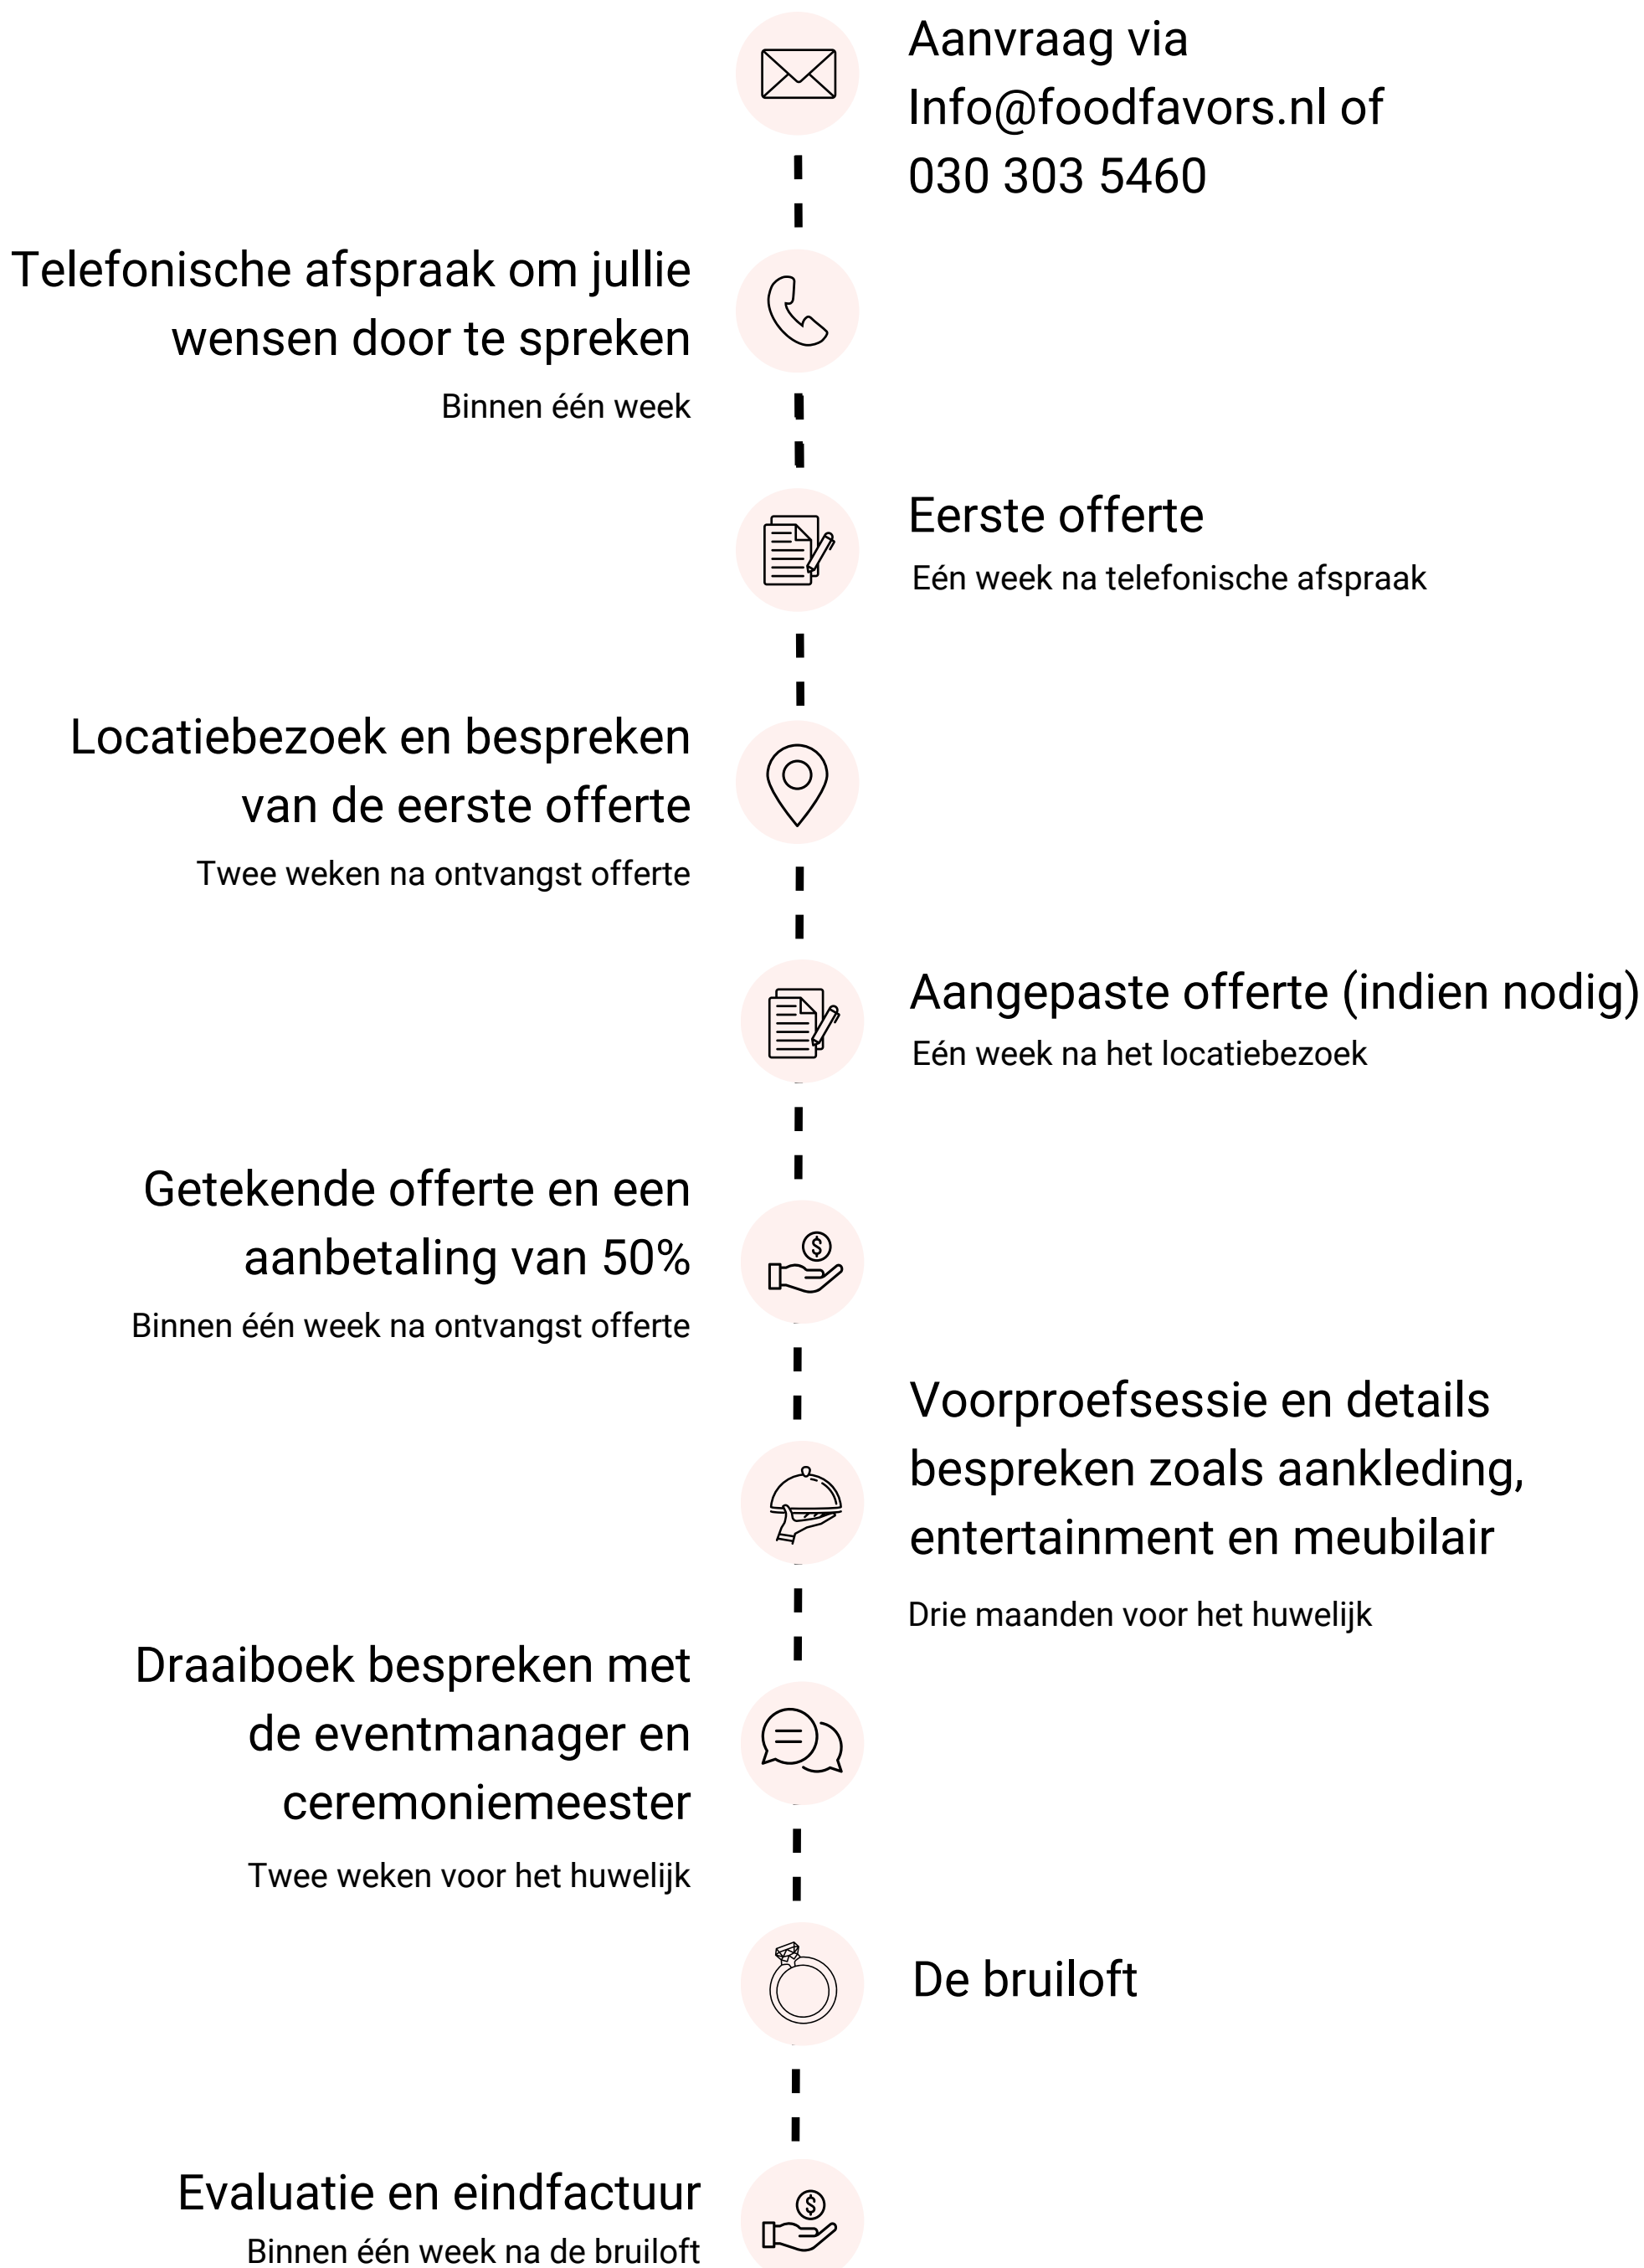 Aanvraag via
Info@foodfavors.nl of
030 303 5460
Telefonische afspraak om jullie
wensen door te spreken
Binnen één week
Eerste offerte
Eén week na telefonische afspraak
Locatiebezoek en bespreken
van de eerste offerte
Twee weken na ontvangst offerte
Aangepaste offerte (indien nodig)
Eén week na het locatiebezoek
Getekende offerte en een
aanbetaling van 50%
Binnen één week na ontvangst offerte
Voorproefsessie en details
bespreken zoals aankleding,
entertainment en meubilair
Drie maanden voor het huwelijk
Draaiboek bespreken met
de eventmanager en
ceremoniemeester
Twee weken voor het huwelijk
De bruiloft
Evaluatie en eindfactuur
Binnen één week na de bruiloft